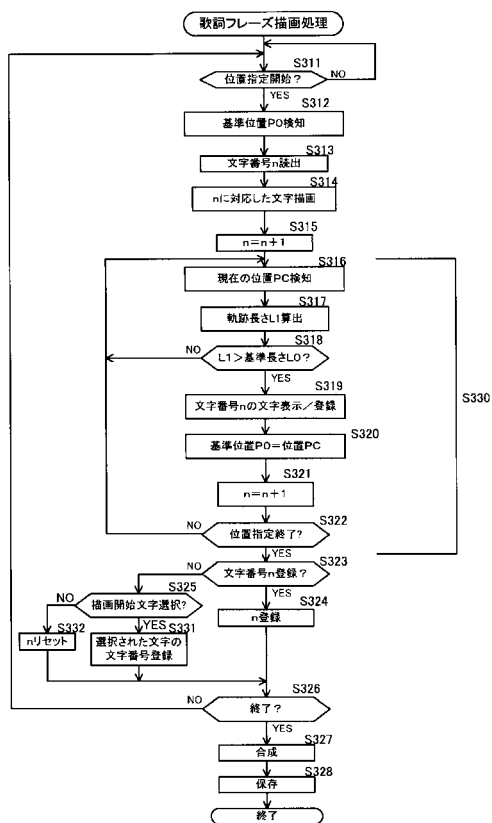 歌詞フレーズ描画処理
S311
位置指定開始？
NO
YES
S312
基準位置P0検知
S313
文字番号n読出
S314
nに対応した文字描画
S315
n=n+1
S316
現在の位置PC検知
S317
軌跡長さL1算出
S318
NO
L1＞基準長さL0？
YES
S319
文字番号nの文字表示／登録
S330
S320
基準位置P0=位置PC
S321
n=n+1
S322
NO
位置指定終了？
YES
S323
NO
文字番号n登録？
YES
S325
S324
NO
描画開始文字選択？
n登録
YES
S332
S331
nリセット
選択された文字の
文字番号登録
S326
NO
終了？
YES
S327
合成
S328
保存
終了